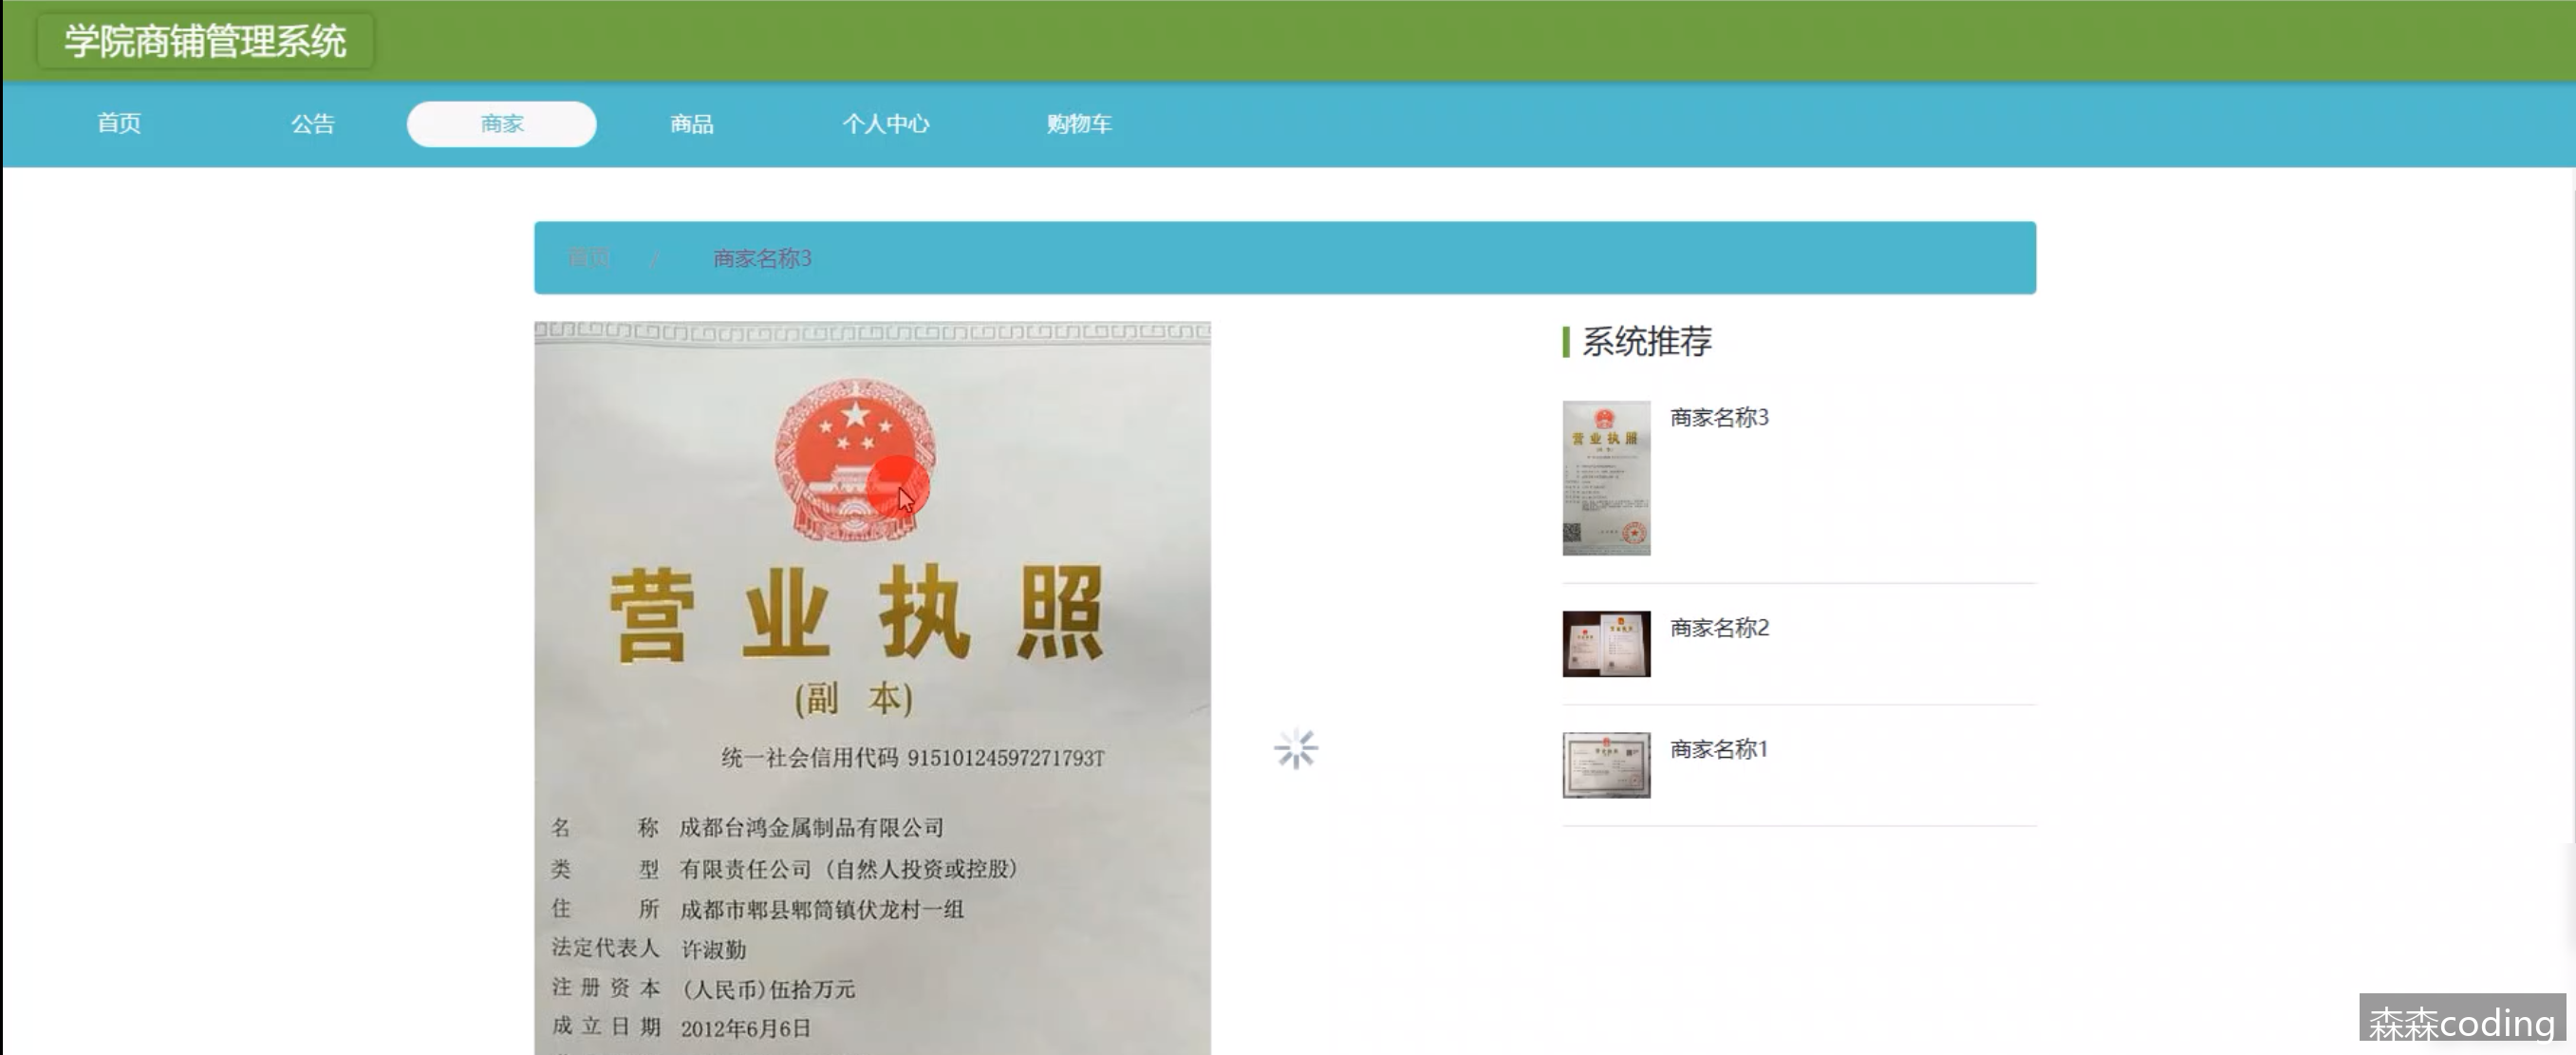 学院商铺管理系统
首页 公告 商家 商品 个人中心 购物车
首页 / 商家名称3
营业执照
(副 本)
统一社会信用代码 91510124597271793T
名 称 成都台鸿金属制品有限公司
类 型 有限责任公司（自然人投资或控股）
住 所 成都市郫县郫筒镇伏龙村一组
法定代表人 许淑勤
注册资本 (人民币)伍拾万元
成立日期 2012年6月6日
系统推荐
营业执照
商家名称3
商家名称2
商家名称1
森森coding